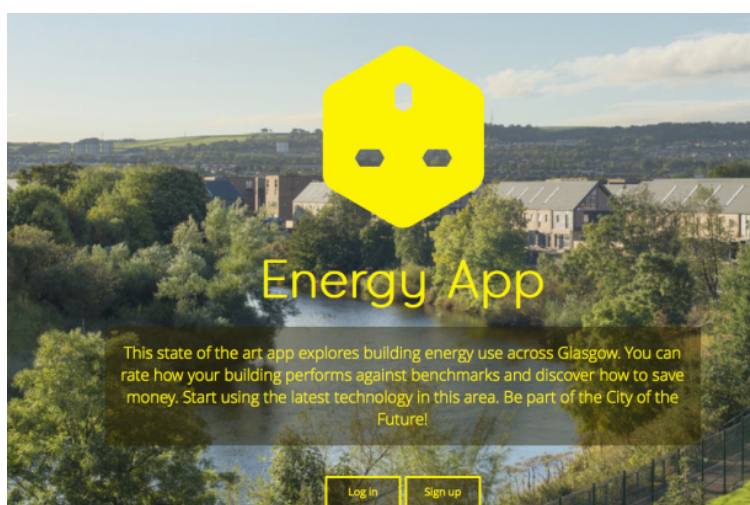 Energy App
This state of the art app explores building energy use across Glasgow. You can
rate how your building performs against benchmarks and discover how to save
money. Start using the latest technology in this area. Be part of the City of the
Future!
Log in Sign up